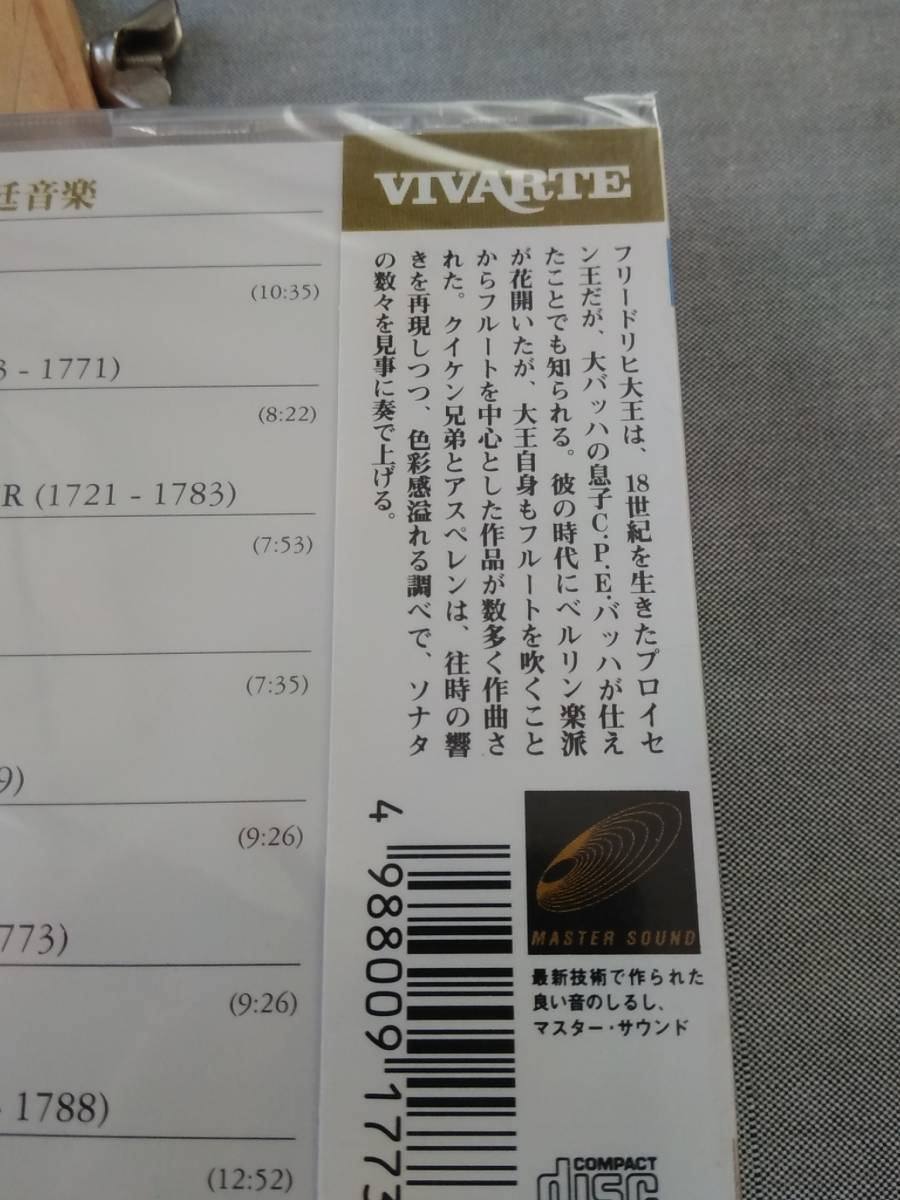 廷音楽
(10:35)
3 - 1771)
(8:22)
R (1721 - 1783)
(7:53)
(7:35)
9)
(9:26)
1773)
(9:26)
- 1788)
(12:52)
VIVARTE
フリードリヒ大王は、18世紀を生きたプロイセ
ン王だが、大バッハの息子C.P.E.バッハが仕え
たことでも知られる。彼の時代にベルリン楽派
が花開いたが、大王自身もフルートを吹くこと
からフルートを中心とした作品が数多く作曲さ
れた。クイケン兄弟とアスペレンは、往時の響
きを再現しつつ、色彩感溢れる調べで、ソナタ
の数々を見事に奏で上げる。
MASTER SOUND
最新技術で作られた
良い音のしるし、
マスター・サウンド
4 988009 1773
COMPACT
disc